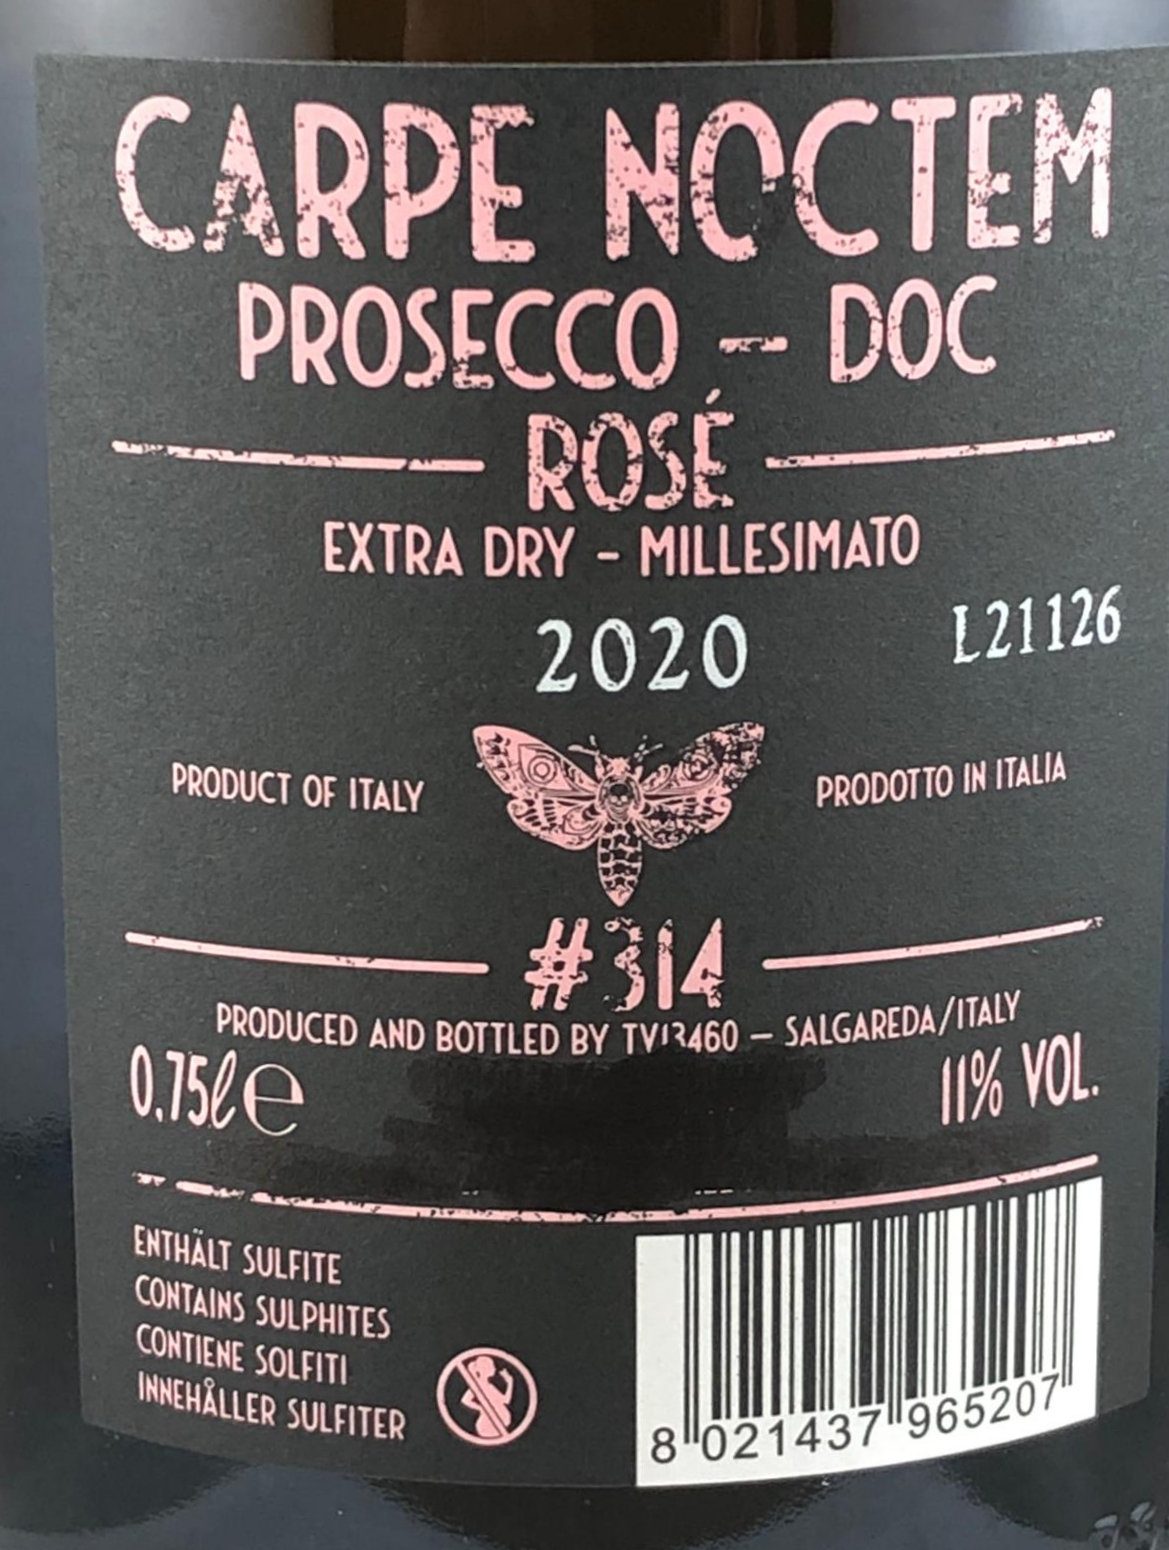 CARPE NOCTEM
PROSECCO – DOC
ROSÉ
EXTRA DRY - MILLESIMATO
2020
L21126
PRODUCT OF ITALY
PRODOTTO IN ITALIA
#314
PRODUCED AND BOTTLED BY TV13460 – SALGAREDA/ITALY
0.75ℓ℮
11% VOL.
ENTHÄLT SULFITE
CONTAINS SULPHITES
CONTIENE SOLFITI
INNEHÅLLER SULFITER
8 021437 965207